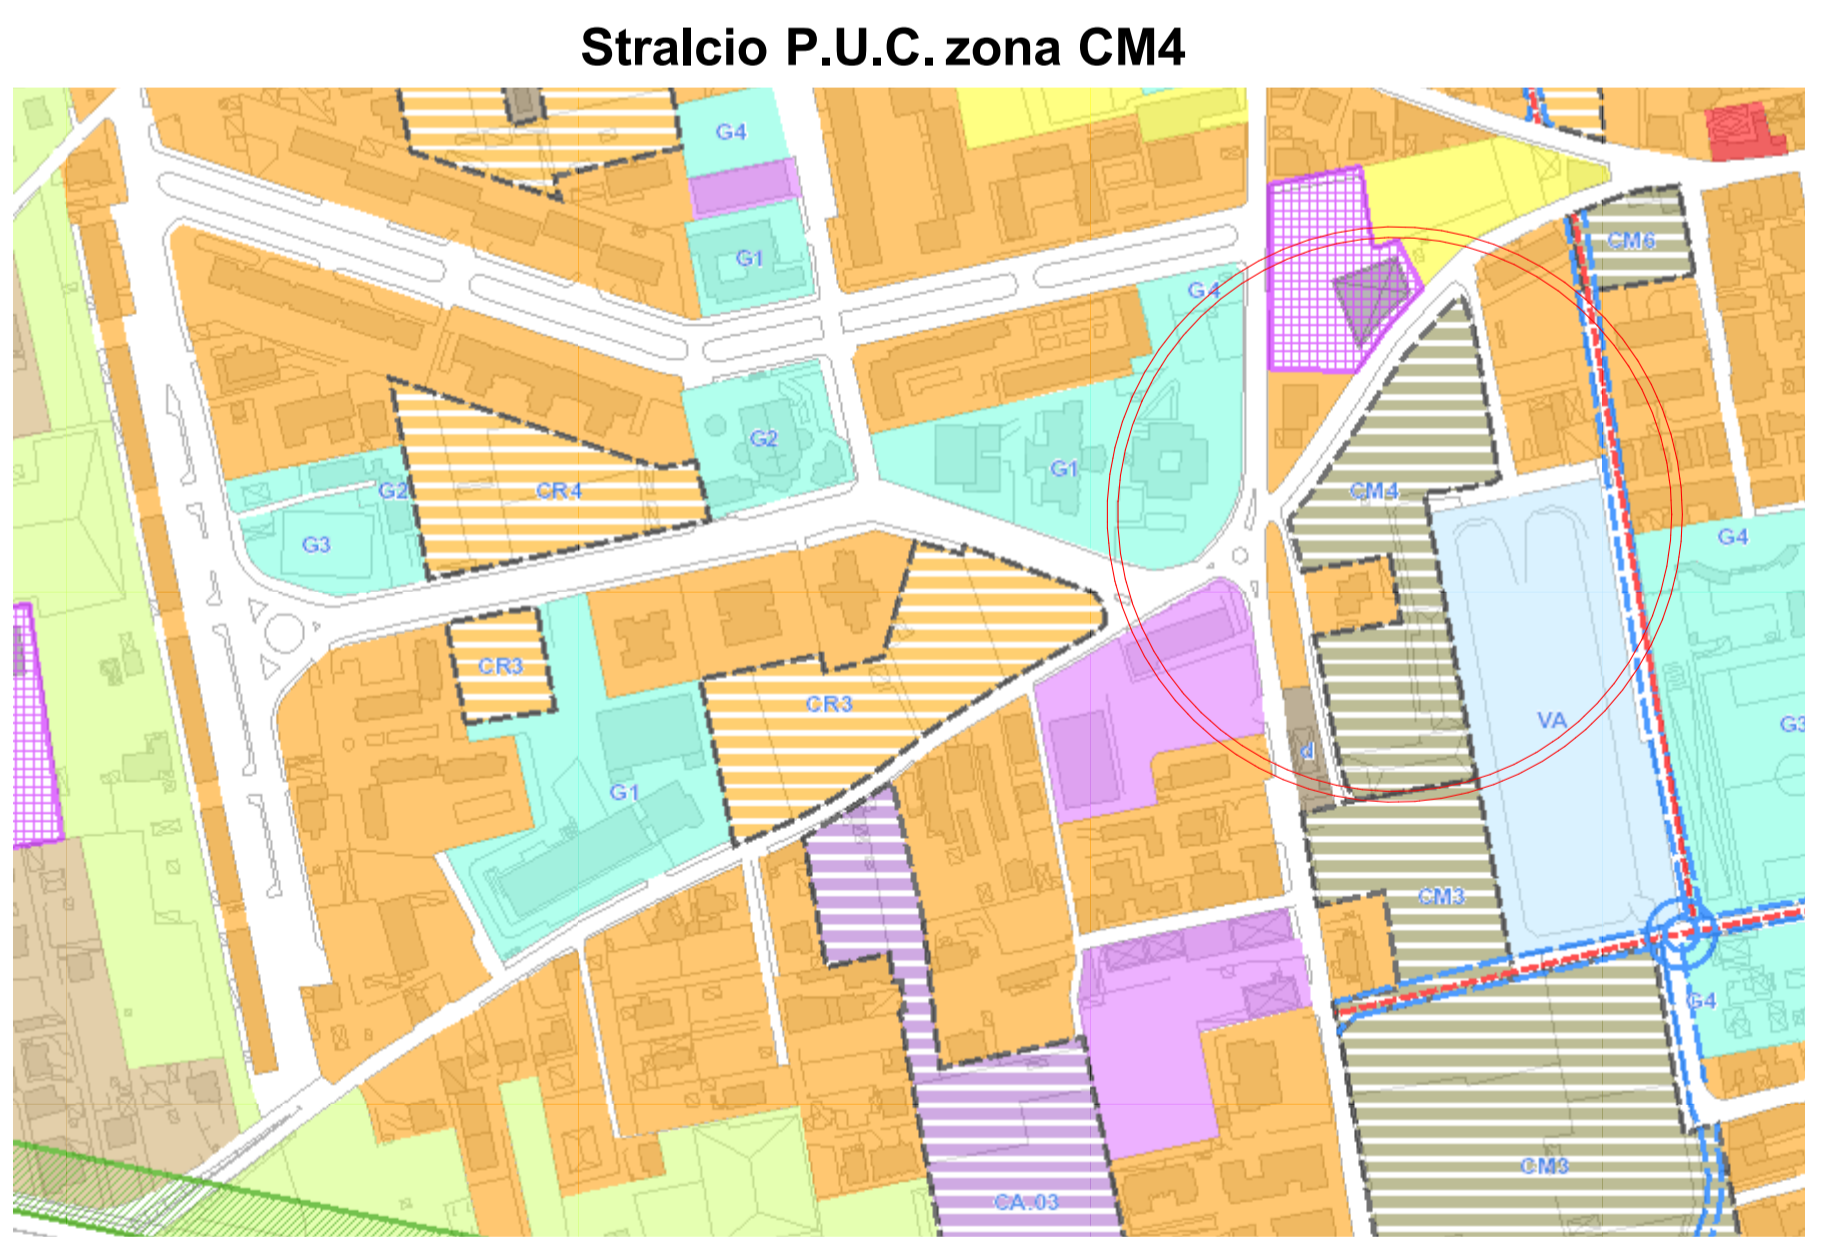 Stralcio P.U.C. zona CM4
G4
G1
CM6
G4
G2
G1
G2
CR4
CM4
G3
G4
CR3
CR3
VA
G3
d
G1
CM3
G4
CM3
CA.03